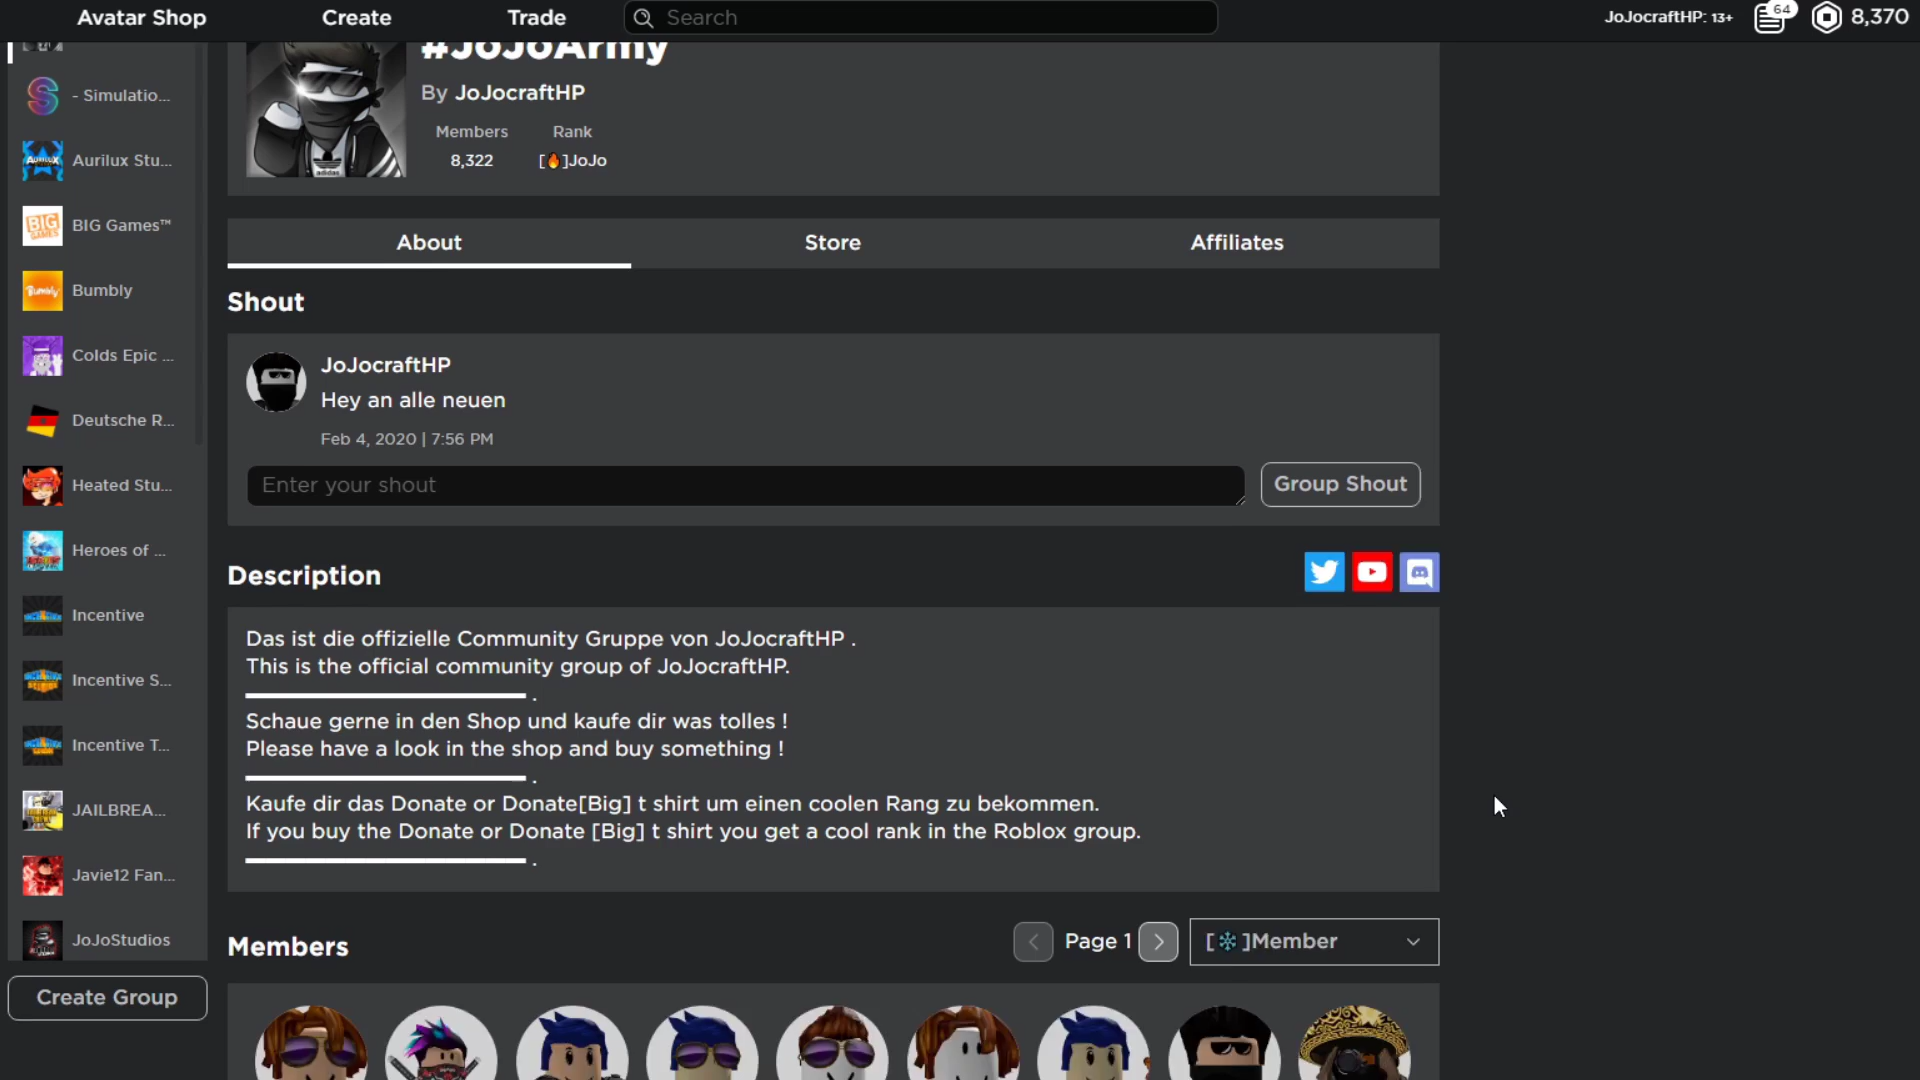 Avatar Shop
Create
Trade
Search
JoJocraftHP: 13+
64
8,370
- Simulatio...
Aurilux Stu...
BIG Games™
Bumbly
Colds Epic ...
Deutsche R...
Heated Stu...
Heroes of ...
Incentive
Incentive S...
Incentive T...
JAILBREA...
Javie12 Fan...
JoJoStudios
Create Group
#JoJoArmy
By JoJocraftHP
Members Rank
8,322 [🔥]JoJo
adidas
About
Store
Affiliates
Shout
JoJocraftHP
Hey an alle neuen
Feb 4, 2020 | 7:56 PM
Enter your shout
Group Shout
Description
Das ist die offizielle Community Gruppe von JoJocraftHP .
This is the official community group of JoJocraftHP.
▬▬▬▬▬▬▬▬▬▬▬▬▬▬ .
Schaue gerne in den Shop und kaufe dir was tolles !
Please have a look in the shop and buy something !
▬▬▬▬▬▬▬▬▬▬▬▬▬▬ .
Kaufe dir das Donate or Donate[Big] t shirt um einen coolen Rang zu bekommen.
If you buy the Donate or Donate [Big] t shirt you get a cool rank in the Roblox group.
▬▬▬▬▬▬▬▬▬▬▬▬▬▬ .
Members
Page 1
[❄]Member